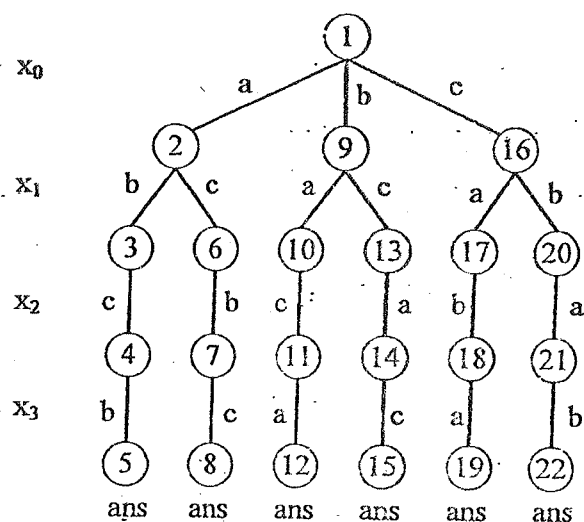 1
x₀ a b c
2 9 16
x₁ b c a c a b
3 6 10 13 17 20
x₂ c b c a b a
4 7 11 14 18 21
x₃ b c a c a b
5 8 12 15 19 22
ans ans ans ans ans ans